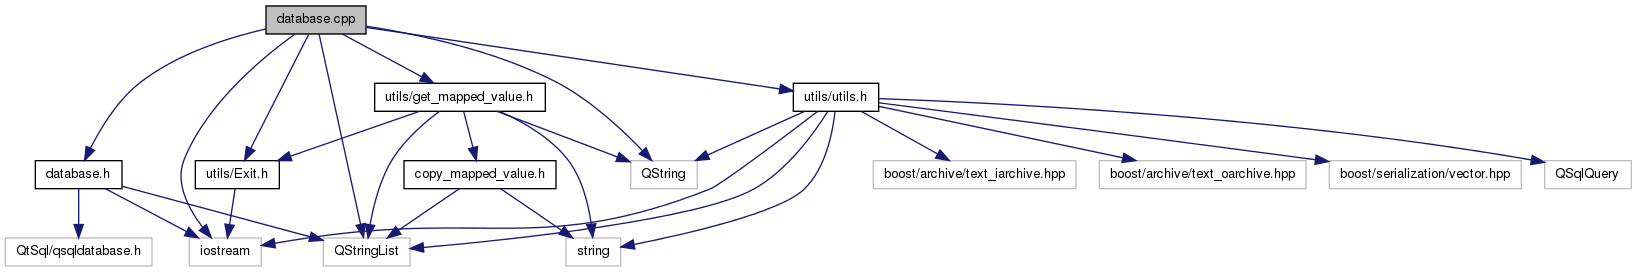 database.cpp
utils/get_mapped_value.h
utils/utils.h
database.h
utils/Exit.h
copy_mapped_value.h
QString
boost/archive/text_iarchive.hpp
boost/archive/text_oarchive.hpp
boost/serialization/vector.hpp
QSqlQuery
QtSql/qsqldatabase.h
iostream
QStringList
string